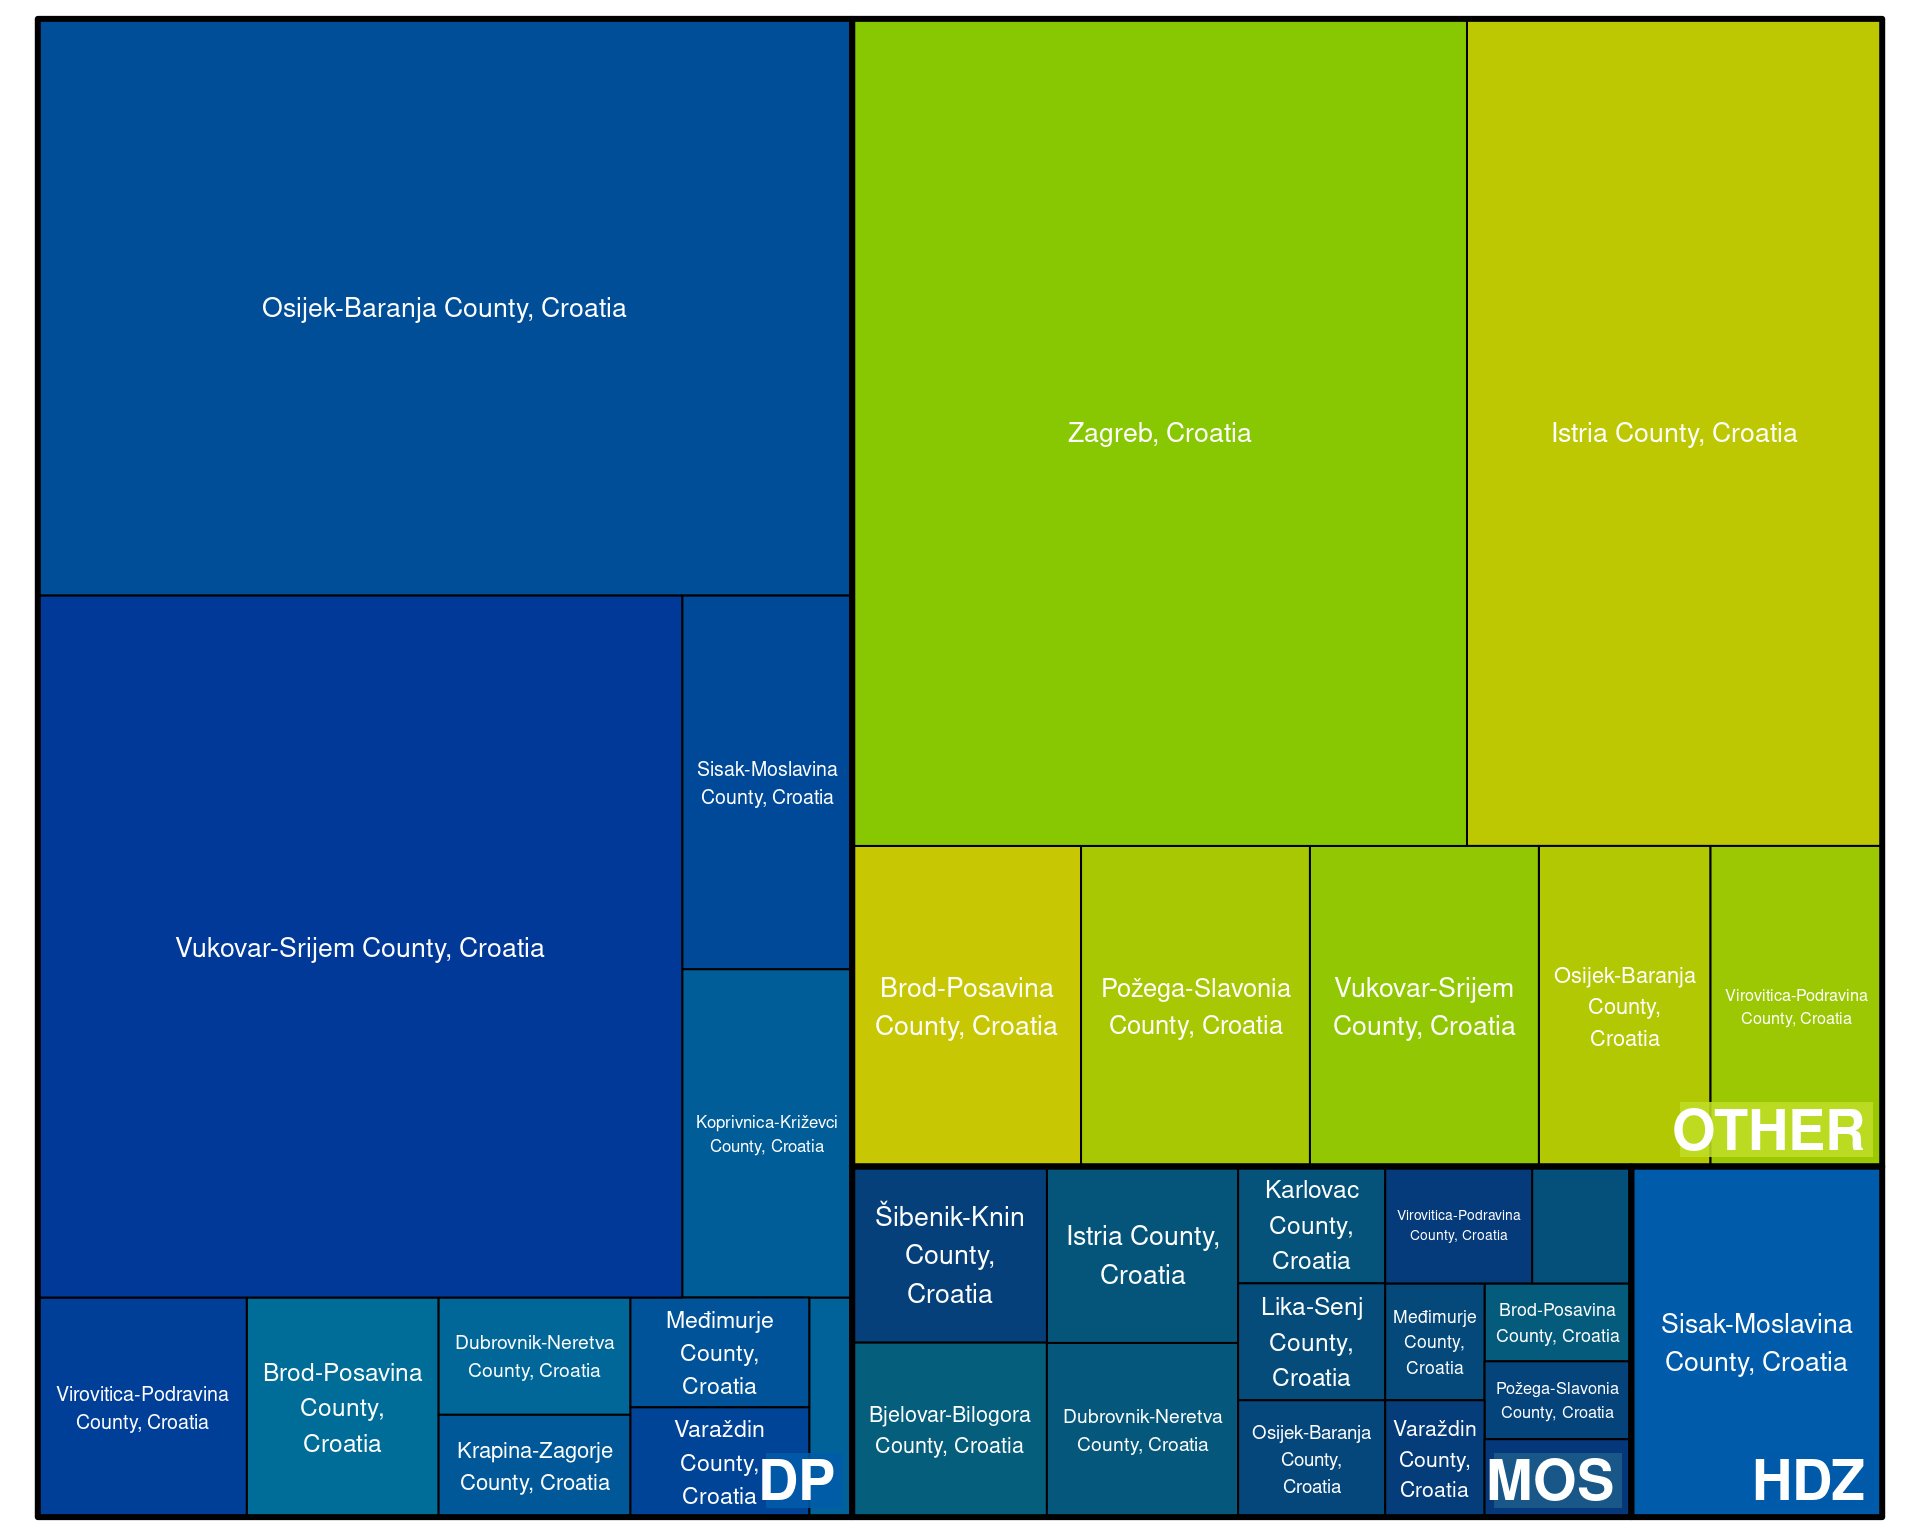 Osijek-Baranja County, Croatia
Vukovar-Srijem County, Croatia
Sisak-Moslavina
County, Croatia
Koprivnica-Križevci
County, Croatia
Virovitica-Podravina
County, Croatia
Brod-Posavina
County,
Croatia
Dubrovnik-Neretva
County, Croatia
Krapina-Zagorje
County, Croatia
Međimurje
County,
Croatia
Varaždin
County,
Croatia
DP
Zagreb, Croatia
Istria County, Croatia
Brod-Posavina
County, Croatia
Požega-Slavonia
County, Croatia
Vukovar-Srijem
County, Croatia
Osijek-Baranja
County,
Croatia
Virovitica-Podravina
County, Croatia
OTHER
Šibenik-Knin
County,
Croatia
Istria County,
Croatia
Bjelovar-Bilogora
County, Croatia
Dubrovnik-Neretva
County, Croatia
Karlovac
County,
Croatia
Lika-Senj
County,
Croatia
Osijek-Baranja
County,
Croatia
Virovitica-Podravina
County, Croatia
Međimurje
County,
Croatia
Varaždin
County,
Croatia
Brod-Posavina
County, Croatia
Požega-Slavonia
County, Croatia
MOS
Sisak-Moslavina
County, Croatia
HDZ